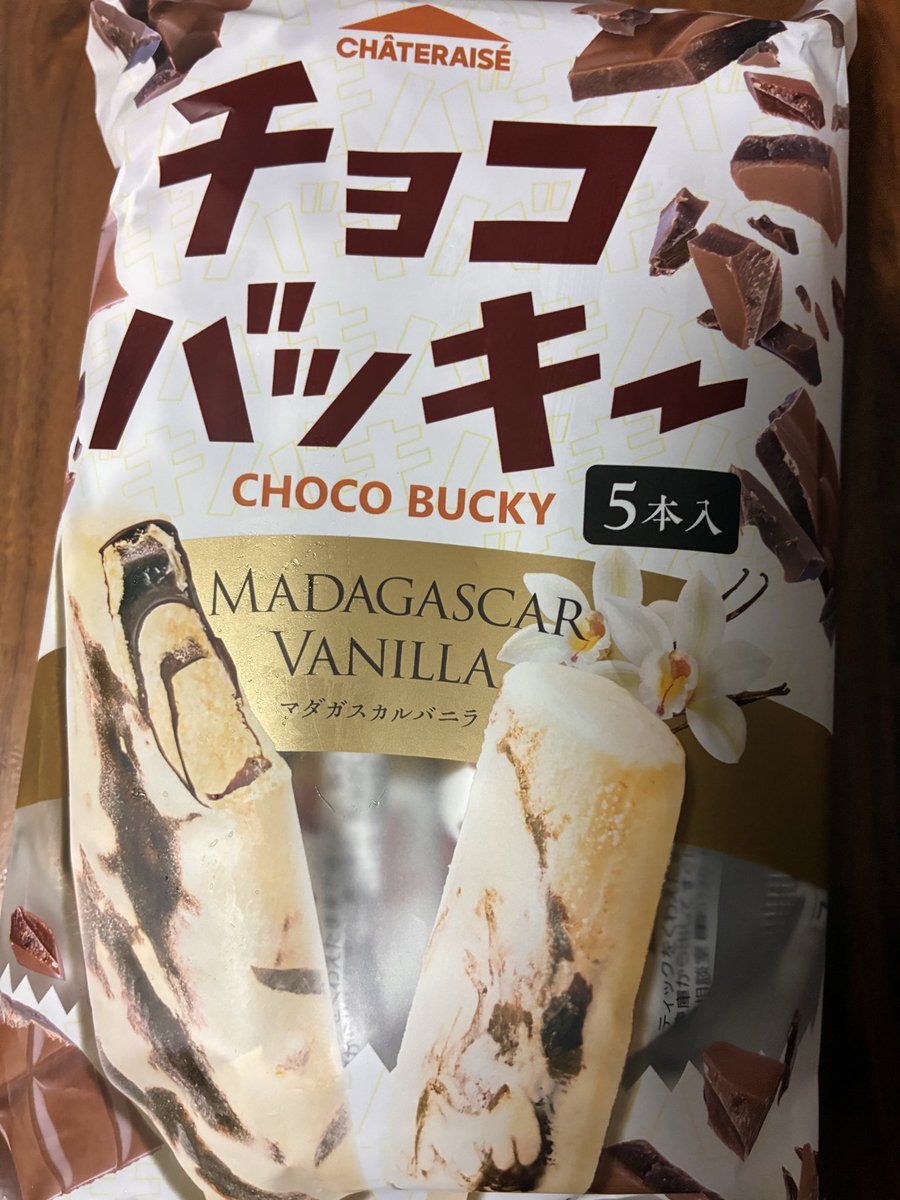 CHÂTERAISÉ
チョコ
バッキー
CHOCO BUCKY
5本入
MADAGASCAR
VANILLA
マダガスカルバニラ